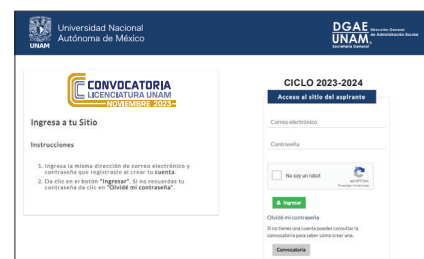 UNAM
Universidad Nacional
Autónoma de México
DGAE
UNAM
Dirección General
de Administración Escolar
Secretaría General
CONVOCATORIA
LICENCIATURA UNAM
NOVIEMBRE 2023
Ingresa a tu Sitio
Instrucciones
1. Ingresa la misma dirección de correo electrónico y
contraseña que registraste al crear tu cuenta.
2. Da clic en el botón "Ingresar". Si no recuerdas tu
contraseña da clic en "Olvidé mi contraseña".
CICLO 2023-2024
Acceso al sitio del aspirante
Correo electrónico
Contraseña
No soy un robot
reCAPTCHA
Ingresar
Olvidé mi contraseña
Si no tienes una cuenta puedes consultar la
convocatoria para saber cómo crear una.
Convocatoria